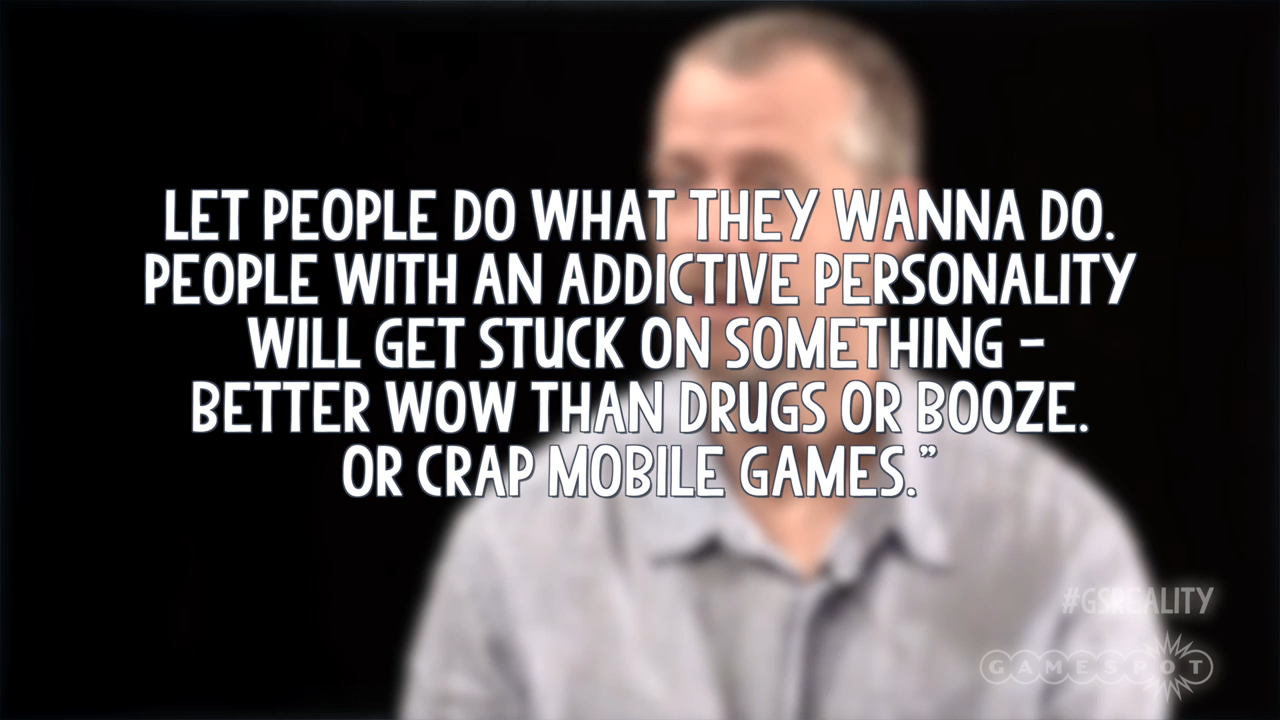 LET PEOPLE DO WHAT THEY WANNA DO.
PEOPLE WITH AN ADDICTIVE PERSONALITY
WILL GET STUCK ON SOMETHING -
BETTER WOW THAN DRUGS OR BOOZE.
OR CRAP MOBILE GAMES.”
#GSREALITY
GAMESPOT